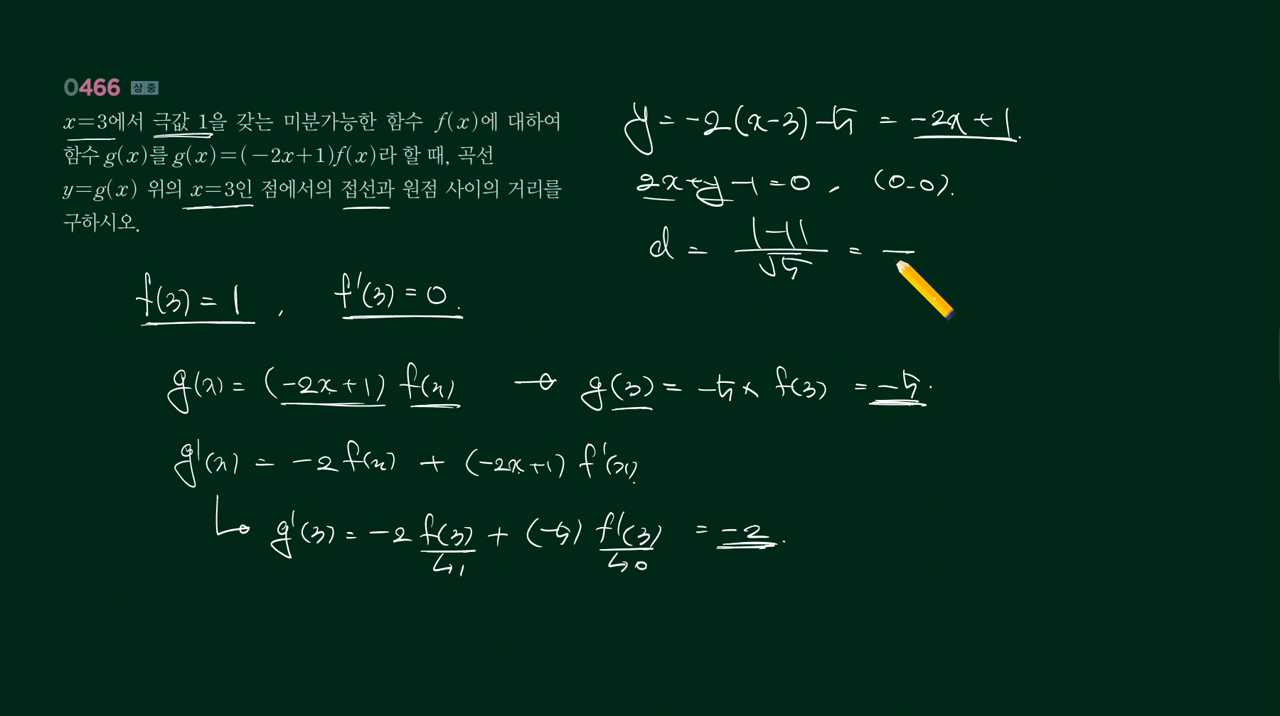 0466 상 중
x=3에서 극값 1을 갖는 미분가능한 함수 f(x)에 대하여
함수 g(x)를 g(x)=(-2x+1)f(x)라 할 때, 곡선
y=g(x) 위의 x=3인 점에서의 접선과 원점 사이의 거리를
구하시오.
f(3)=1 , f'(3)=0.
g(x)=(-2x+1) f(x) → g(3)=-5× f(3) =-5.
g'(x) = -2f(x) + (-2x+1) f'(x).
↳ g'(3)=-2 f(3) + (-5) f'(3) =-2.
↳1 ↳0
y=-2(x-3)-5 = -2x+1.
2x+y-1=0 , (0.0).
d = |-1|/√5 =